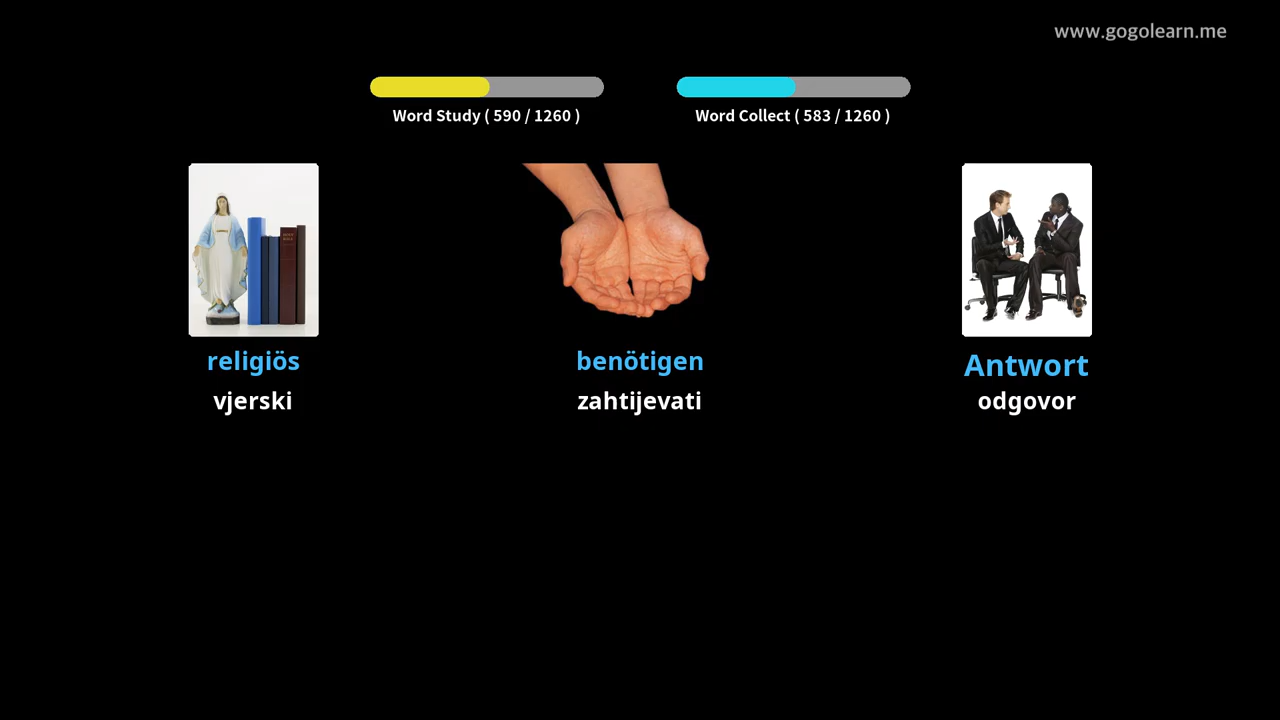 www.gogolearn.me
Word Study ( 590 / 1260 )
Word Collect ( 583 / 1260 )
religiös
vjerski
benötigen
zahtijevati
Antwort
odgovor